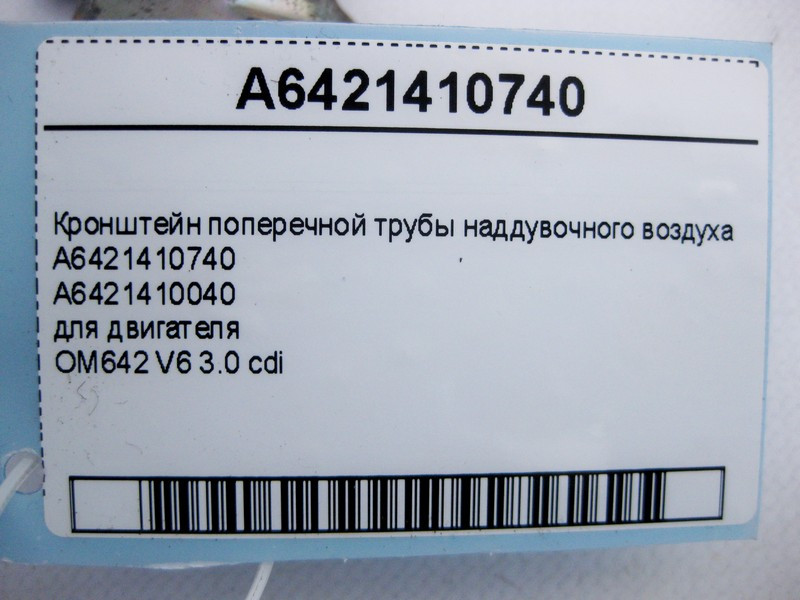 A6421410740
Кронштейн поперечной трубы наддувочного воздуха
A6421410740
A6421410040
для двигателя
OM642 V6 3.0 cdi